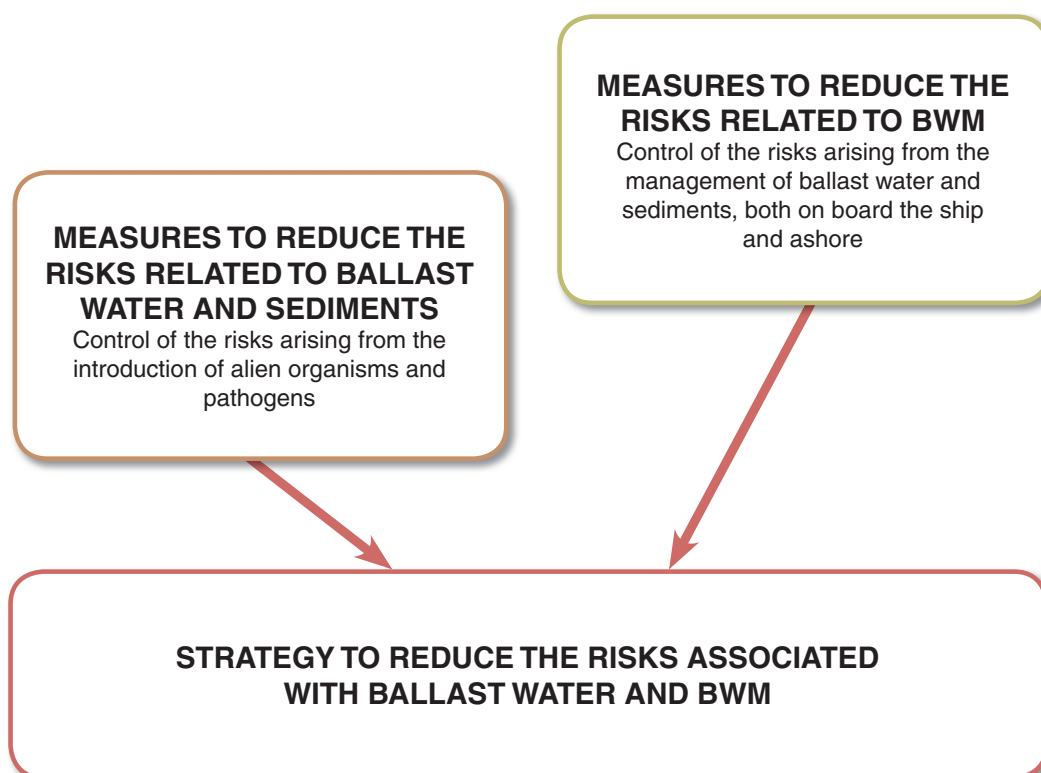 MEASURES TO REDUCE THE
RISKS RELATED TO BWM
Control of the risks arising from the
management of ballast water and
sediments, both on board the ship
and ashore
MEASURES TO REDUCE THE
RISKS RELATED TO BALLAST
WATER AND SEDIMENTS
Control of the risks arising from the
introduction of alien organisms and
pathogens
STRATEGY TO REDUCE THE RISKS ASSOCIATED
WITH BALLAST WATER AND BWM